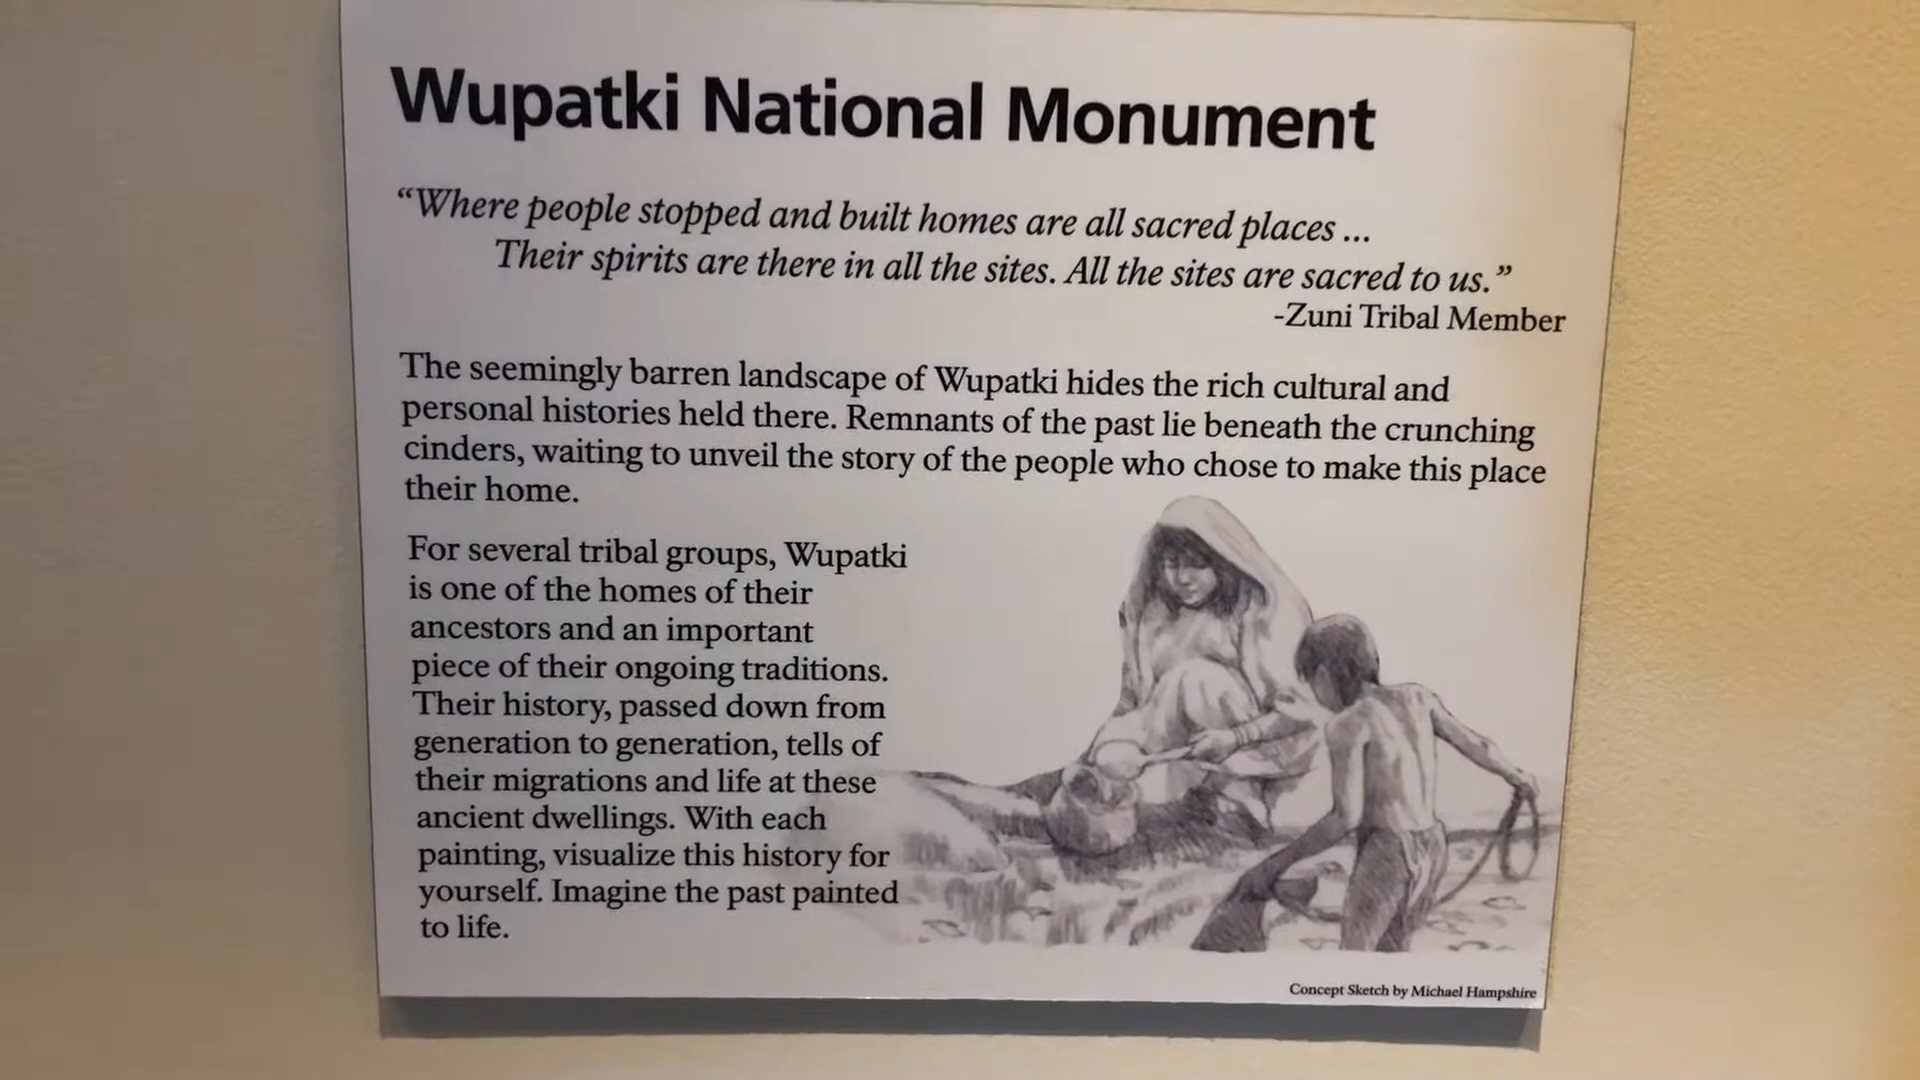 Wupatki National Monument
“Where people stopped and built homes are all sacred places ...
Their spirits are there in all the sites. All the sites are sacred to us.”
-Zuni Tribal Member
The seemingly barren landscape of Wupatki hides the rich cultural and
personal histories held there. Remnants of the past lie beneath the crunching
cinders, waiting to unveil the story of the people who chose to make this place
their home.
For several tribal groups, Wupatki
is one of the homes of their
ancestors and an important
piece of their ongoing traditions.
Their history, passed down from
generation to generation, tells of
their migrations and life at these
ancient dwellings. With each
painting, visualize this history for
yourself. Imagine the past painted
to life.
Concept Sketch by Michael Hampshire